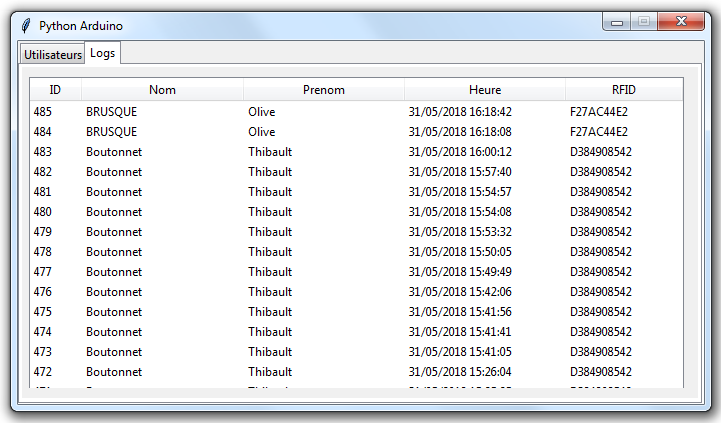 Python Arduino
Utilisateurs Logs
ID Nom Prenom Heure RFID
485 BRUSQUE Olive 31/05/2018 16:18:42 F27AC44E2
484 BRUSQUE Olive 31/05/2018 16:18:08 F27AC44E2
483 Boutonnet Thibault 31/05/2018 16:00:12 D384908542
482 Boutonnet Thibault 31/05/2018 15:57:40 D384908542
481 Boutonnet Thibault 31/05/2018 15:54:57 D384908542
480 Boutonnet Thibault 31/05/2018 15:54:08 D384908542
479 Boutonnet Thibault 31/05/2018 15:53:32 D384908542
478 Boutonnet Thibault 31/05/2018 15:50:05 D384908542
477 Boutonnet Thibault 31/05/2018 15:49:49 D384908542
476 Boutonnet Thibault 31/05/2018 15:42:06 D384908542
475 Boutonnet Thibault 31/05/2018 15:41:56 D384908542
474 Boutonnet Thibault 31/05/2018 15:41:41 D384908542
473 Boutonnet Thibault 31/05/2018 15:41:05 D384908542
472 Boutonnet Thibault 31/05/2018 15:26:04 D384908542